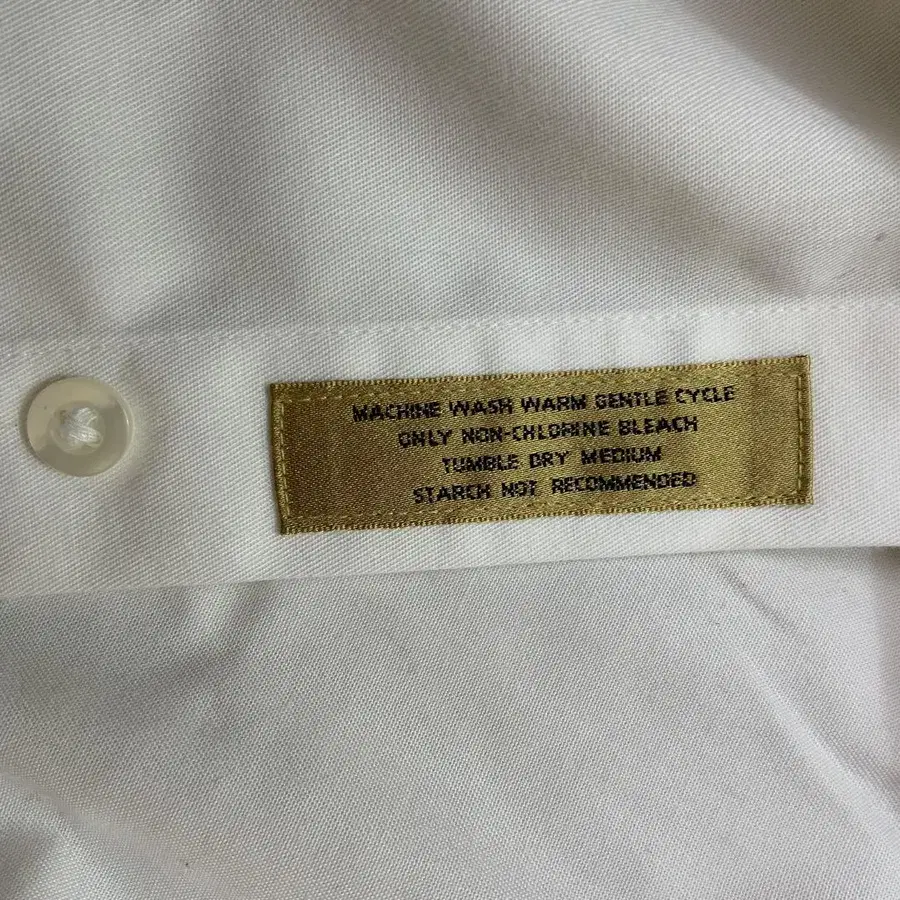 MACHINE WASH WARM GENTLE CYCLE
ONLY NON-CHLORINE BLEACH
TUMBLE DRY MEDIUM
STARCH NOT RECOMMENDED